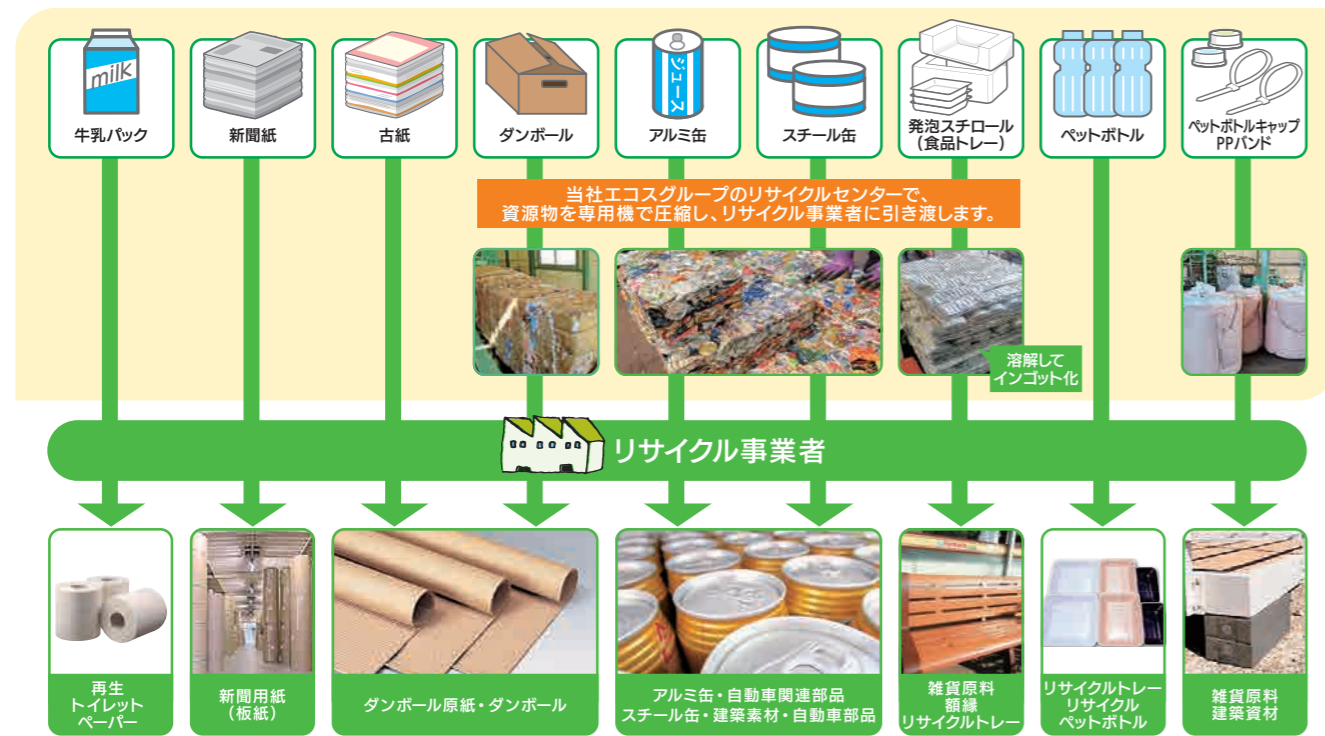 milk
牛乳パック
新聞紙
古紙
ダンボール
ジュース
アルミ缶
スチール缶
発泡スチロール
(食品トレー)
ペットボトル
ペットボトルキャップ
PPバンド
当社エコスグループのリサイクルセンターで、
資源物を専用機で圧縮し、リサイクル事業者に引き渡します。
溶解して
インゴット化
リサイクル事業者
再生
トイレット
ペーパー
新聞用紙
(板紙)
ダンボール原紙・ダンボール
アルミ缶・自動車関連部品
スチール缶・建築素材・自動車部品
雑貨原料
額縁
リサイクルトレー
リサイクルトレー
リサイクル
ペットボトル
雑貨原料
建築資材